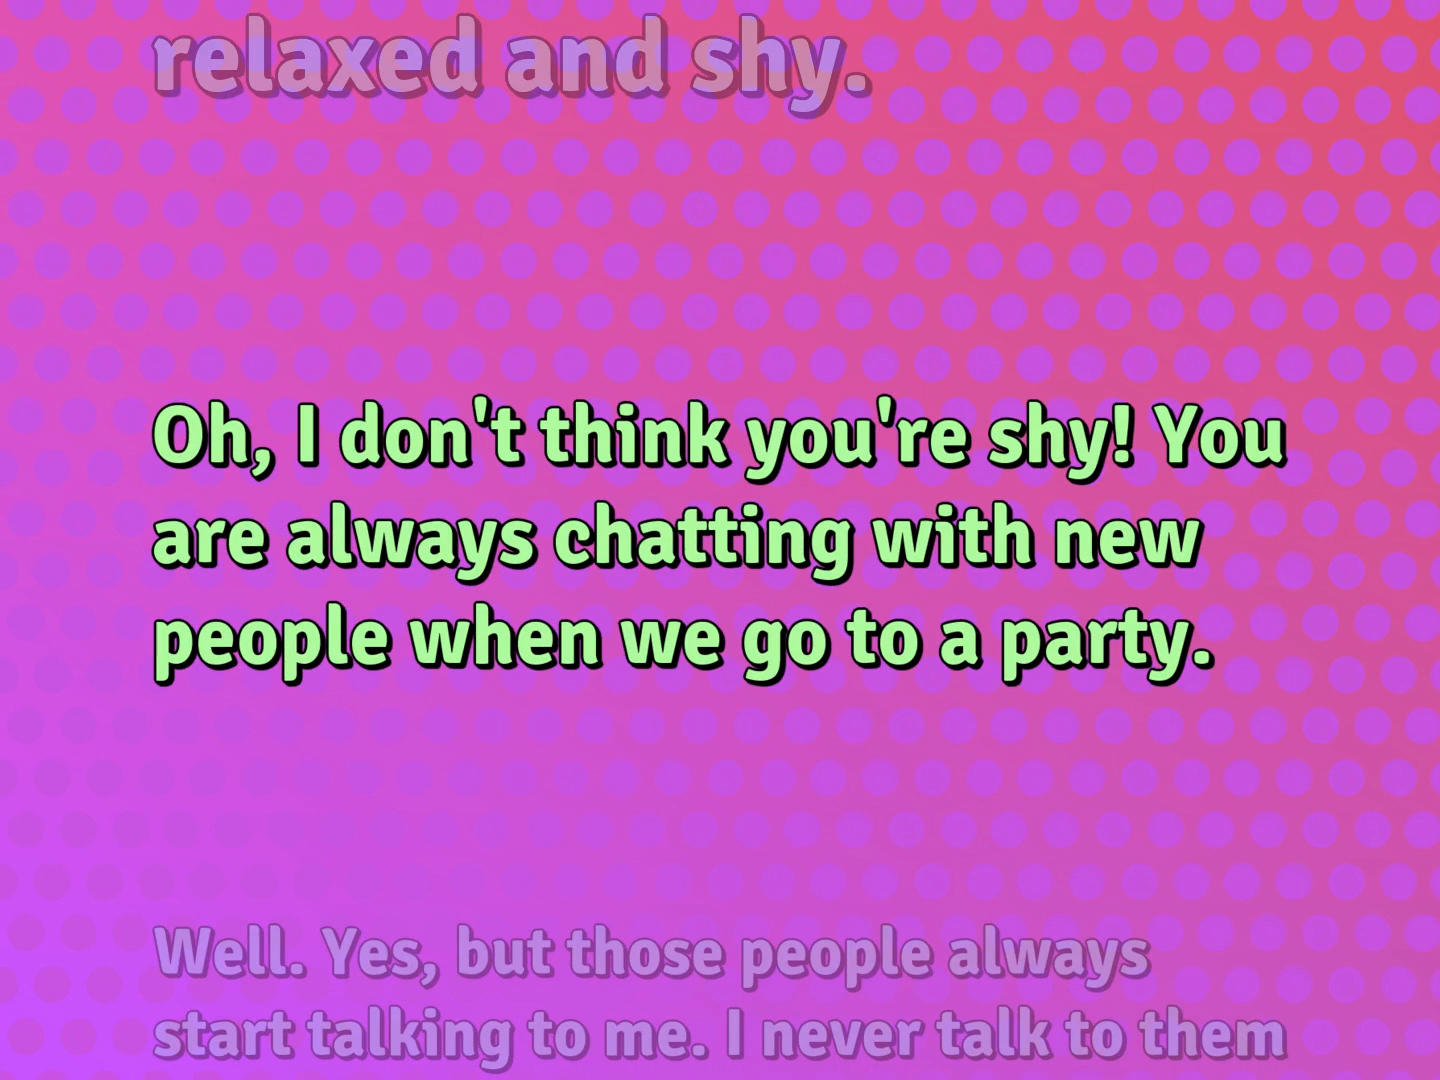 relaxed and shy.
Oh, I don't think you're shy! You
are always chatting with new
people when we go to a party.
Well. Yes, but those people always
start talking to me. I never talk to them